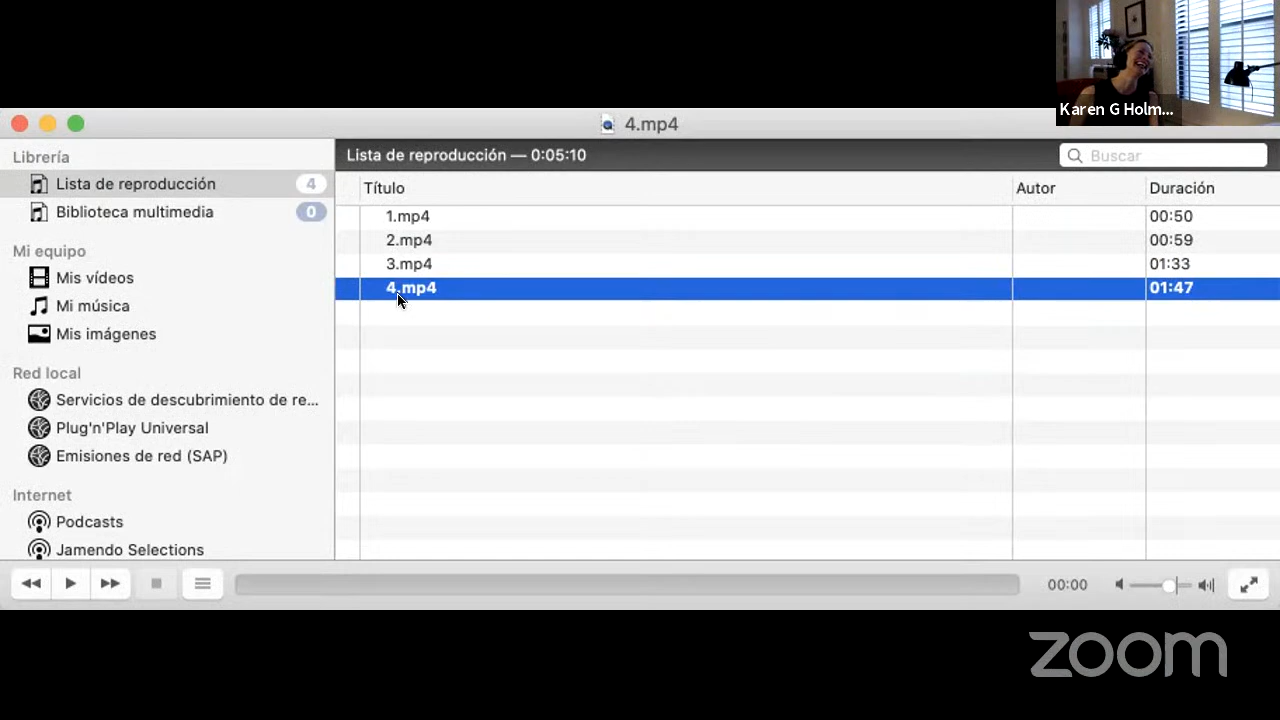 Karen G Holm...
4.mp4
Librería
Lista de reproducción 4
Biblioteca multimedia 0
Mi equipo
Mis vídeos
Mi música
Mis imágenes
Red local
Servicios de descubrimiento de re...
Plug'n'Play Universal
Emisiones de red (SAP)
Internet
Podcasts
Jamendo Selections
Lista de reproducción — 0:05:10
Buscar
Título Autor Duración
1.mp4 00:50
2.mp4 00:59
3.mp4 01:33
4.mp4 01:47
00:00
zoom